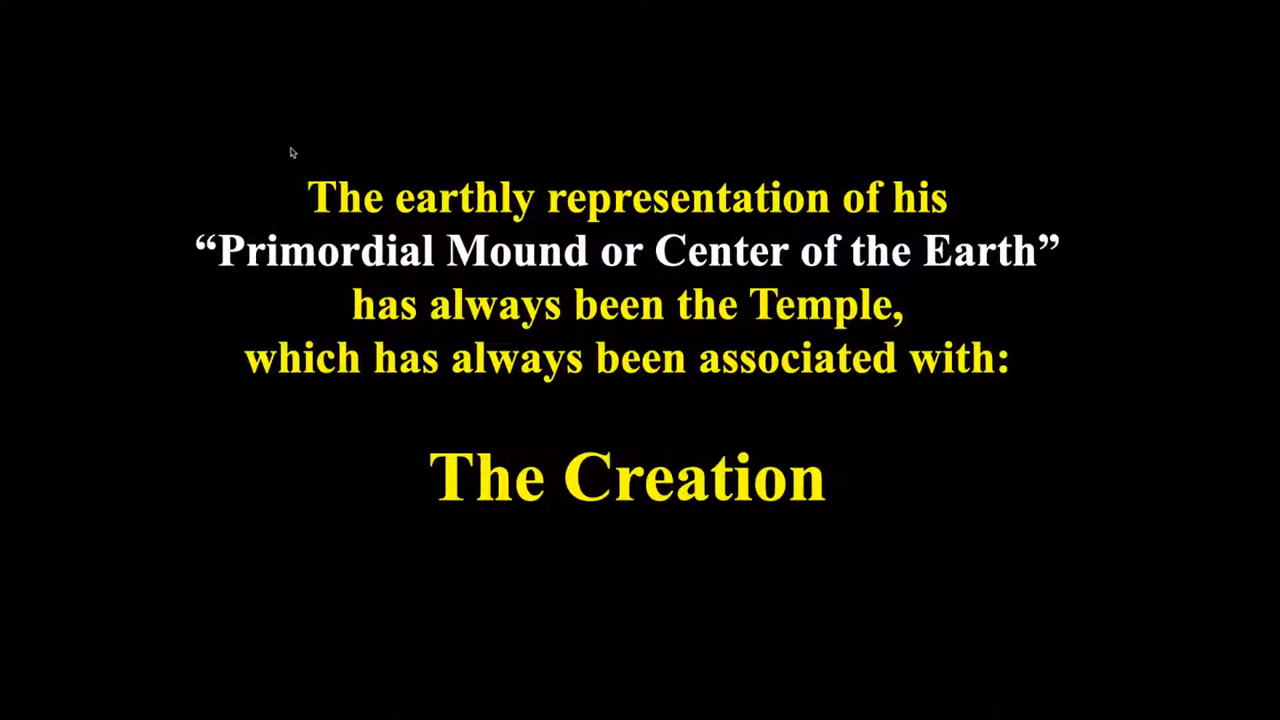 The earthly representation of his
“Primordial Mound or Center of the Earth”
has always been the Temple,
which has always been associated with:
The Creation